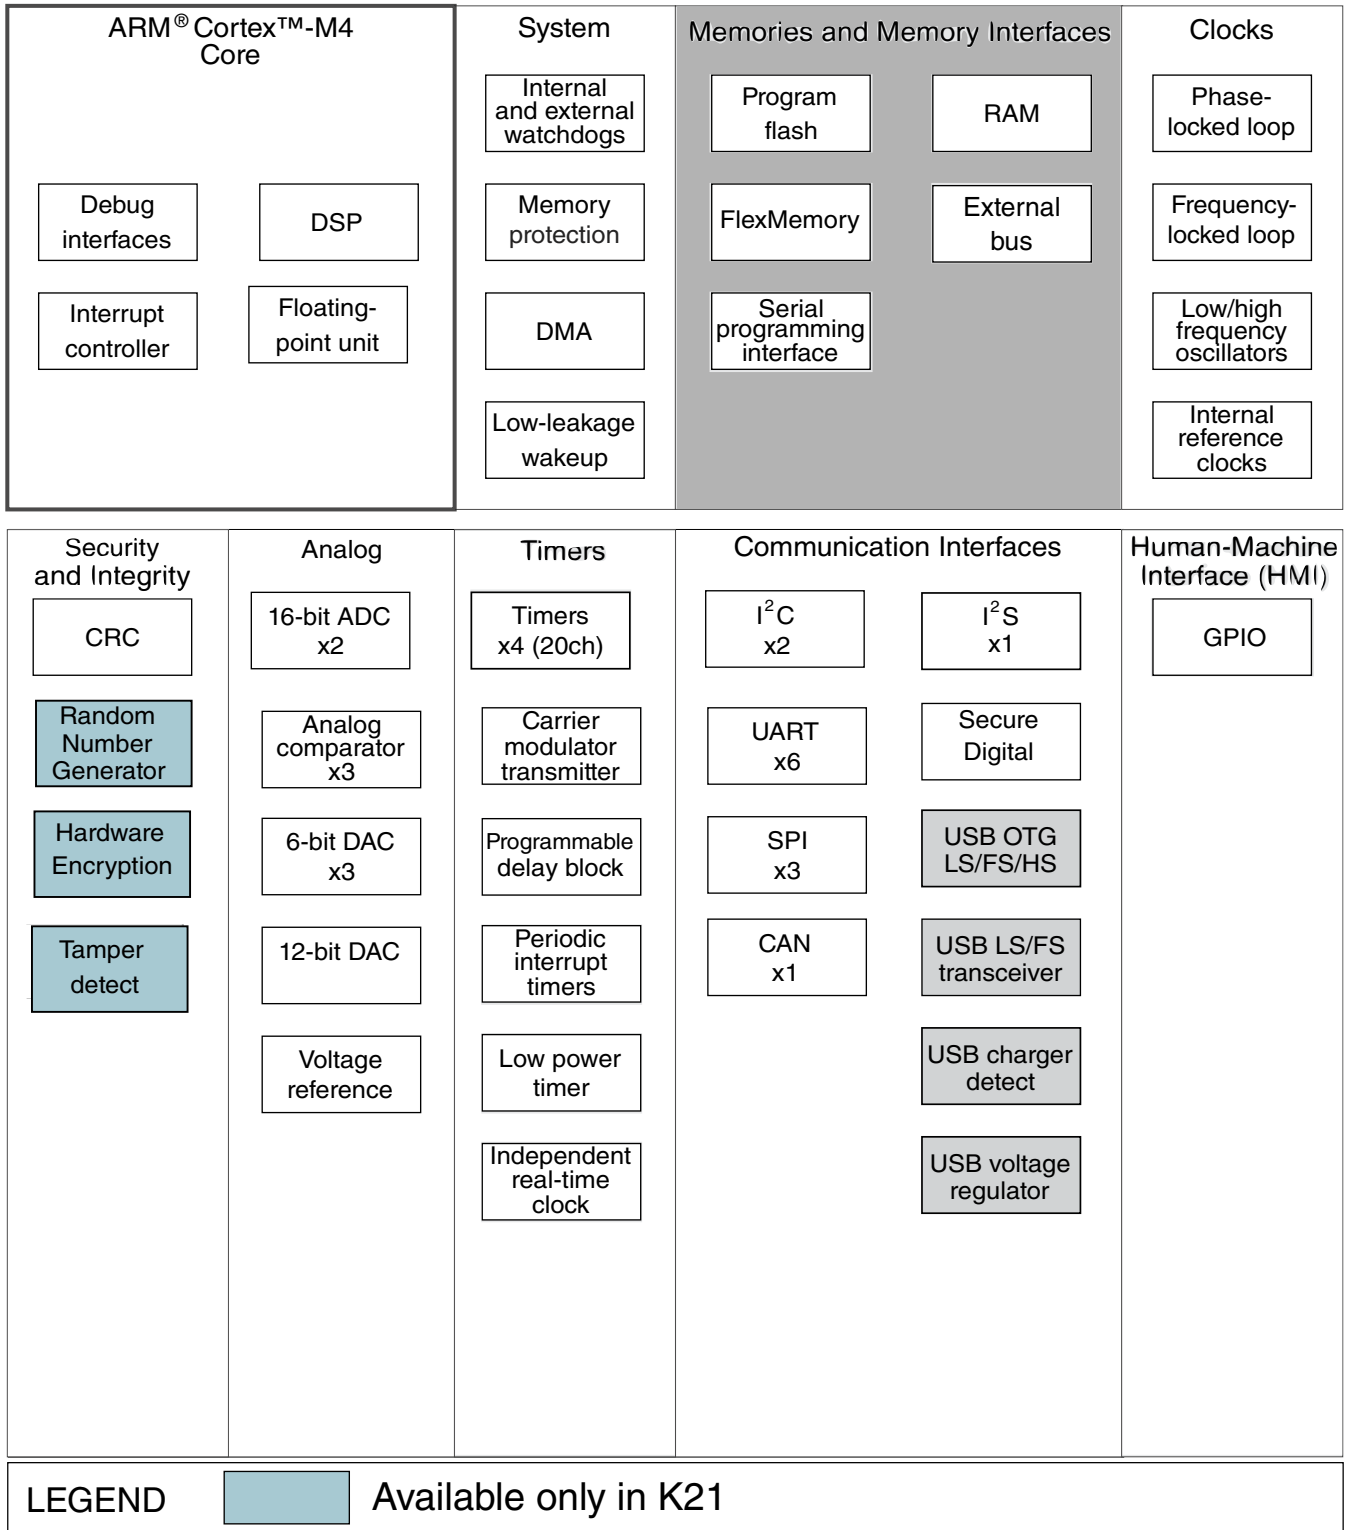 ARM® Cortex™-M4
Core
Debug
interfaces
DSP
Interrupt
controller
Floating-
point unit
System
Internal
and external
watchdogs
Memory
protection
DMA
Low-leakage
wakeup
Memories and Memory Interfaces
Program
flash
RAM
FlexMemory
External
bus
Serial
programming
interface
Clocks
Phase-
locked loop
Frequency-
locked loop
Low/high
frequency
oscillators
Internal
reference
clocks
Security
and Integrity
CRC
Random
Number
Generator
Hardware
Encryption
Tamper
detect
Analog
16-bit ADC
x2
Analog
comparator
x3
6-bit DAC
x3
12-bit DAC
Voltage
reference
Timers
Timers
x4 (20ch)
Carrier
modulator
transmitter
Programmable
delay block
Periodic
interrupt
timers
Low power
timer
Independent
real-time
clock
Communication Interfaces
I²C
x2
I²S
x1
UART
x6
Secure
Digital
SPI
x3
USB OTG
LS/FS/HS
CAN
x1
USB LS/FS
transceiver
USB charger
detect
USB voltage
regulator
Human-Machine
Interface (HMI)
GPIO
LEGEND
Available only in K21